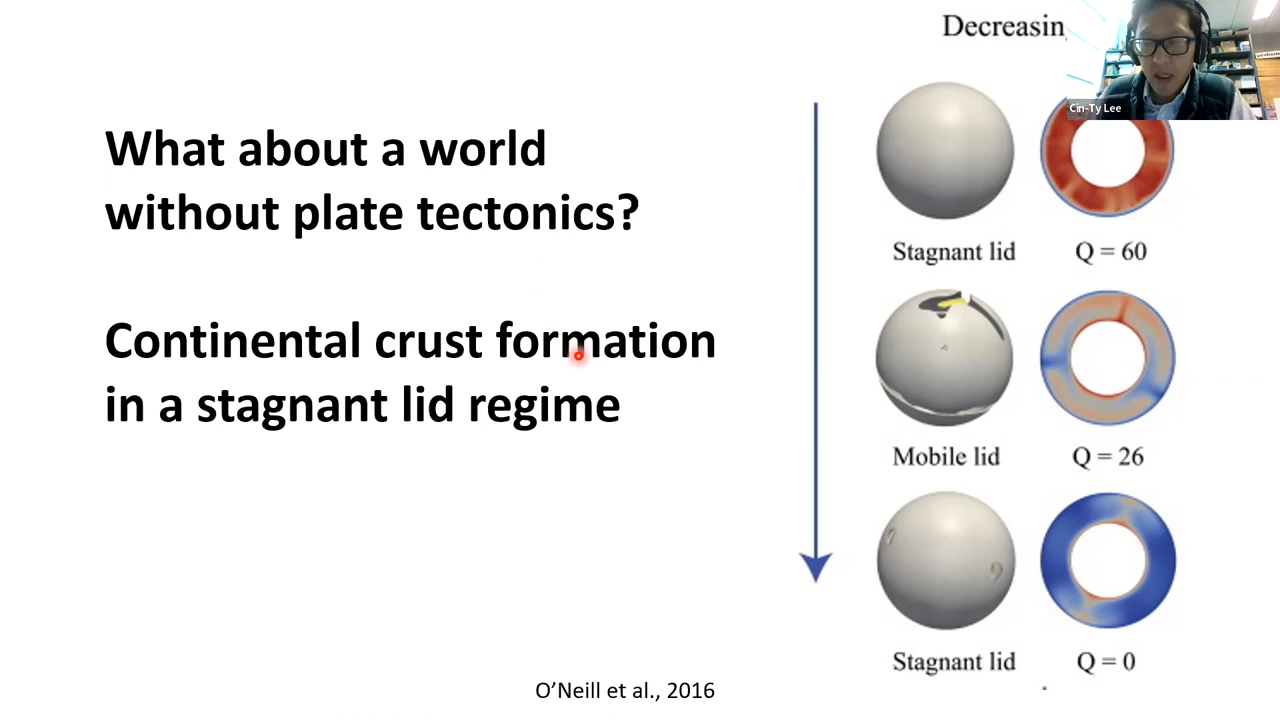 Decreasin
Cin-Ty Lee
What about a world
without plate tectonics?
Continental crust formation
in a stagnant lid regime
Stagnant lid
Q = 60
Mobile lid
Q = 26
Stagnant lid
Q = 0
O’Neill et al., 2016